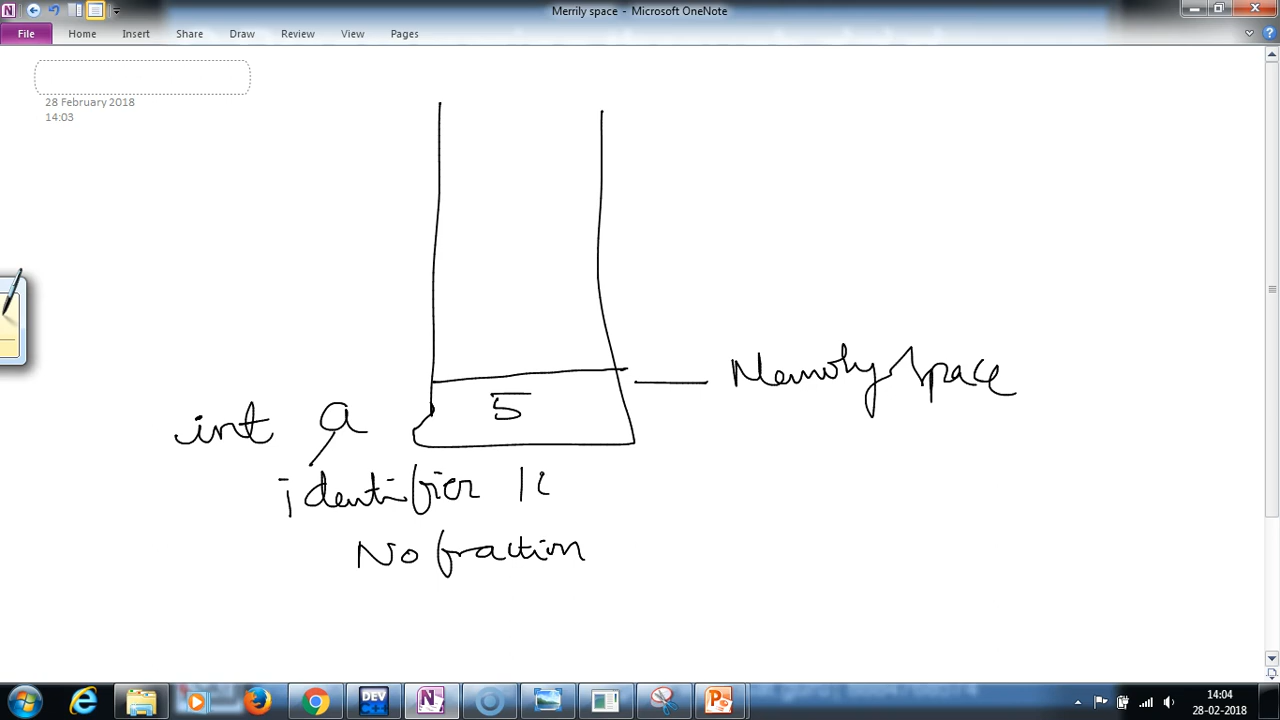 Merrily space - Microsoft OneNote
File Home Insert Share Draw Review View Pages
28 February 2018
14:03
Memory space
5
int a
identifier
No fraction
DEV
14:04
28-02-2018